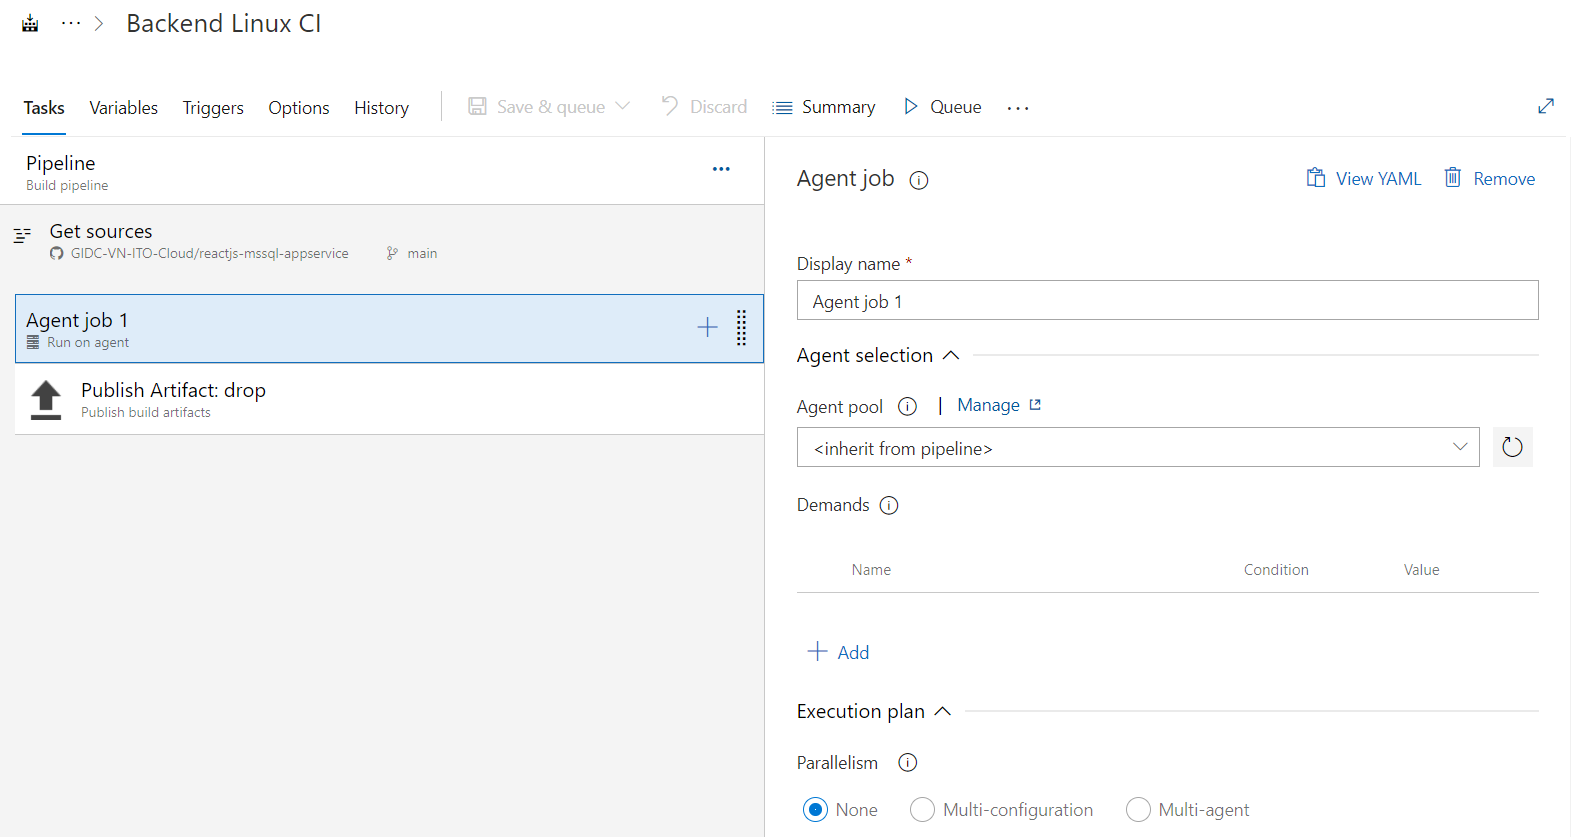 ··· > Backend Linux CI
Tasks Variables Triggers Options History Save & queue Discard Summary Queue ···
Pipeline
Build pipeline
Get sources
GIDC-VN-ITO-Cloud/reactjs-mssql-appservice main
Agent job 1
Run on agent
Publish Artifact: drop
Publish build artifacts
Agent job View YAML Remove
Display name *
Agent job 1
Agent selection
Agent pool | Manage
<inherit from pipeline>
Demands
Name Condition Value
+ Add
Execution plan
Parallelism
None Multi-configuration Multi-agent